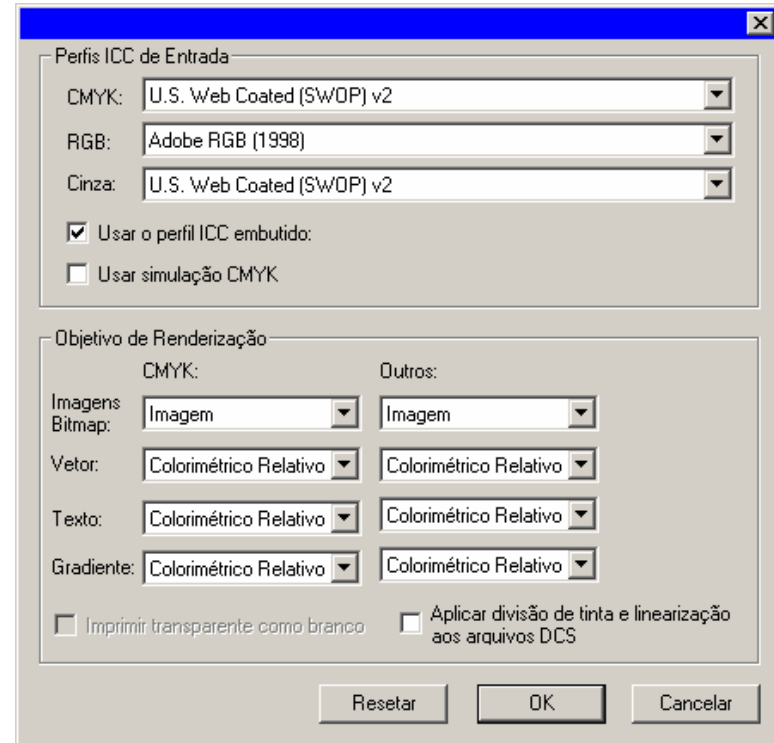 Perfis ICC de Entrada
CMYK: U.S. Web Coated (SWOP) v2
RGB: Adobe RGB (1998)
Cinza: U.S. Web Coated (SWOP) v2
Usar o perfil ICC embutido:
Usar simulação CMYK
Objetivo de Renderização
CMYK: Outros:
Imagens
Bitmap: Imagem Imagem
Vetor: Colorimétrico Relativo Colorimétrico Relativo
Texto: Colorimétrico Relativo Colorimétrico Relativo
Gradiente: Colorimétrico Relativo Colorimétrico Relativo
Imprimir transparente como branco
Aplicar divisão de tinta e linearização
aos arquivos DCS
Resetar OK Cancelar